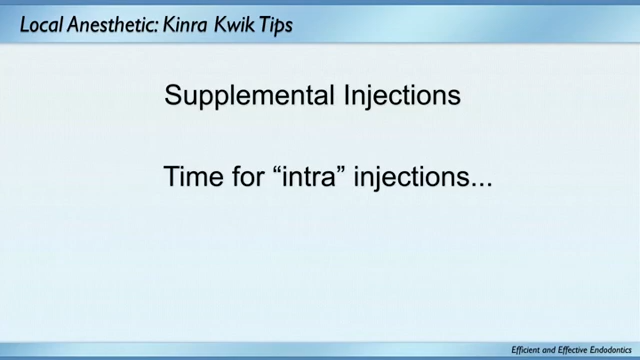 Local Anesthetic: Kinra Kwik Tips
Supplemental Injections
Time for “intra” injections...
Efficient and Effective Endodontics